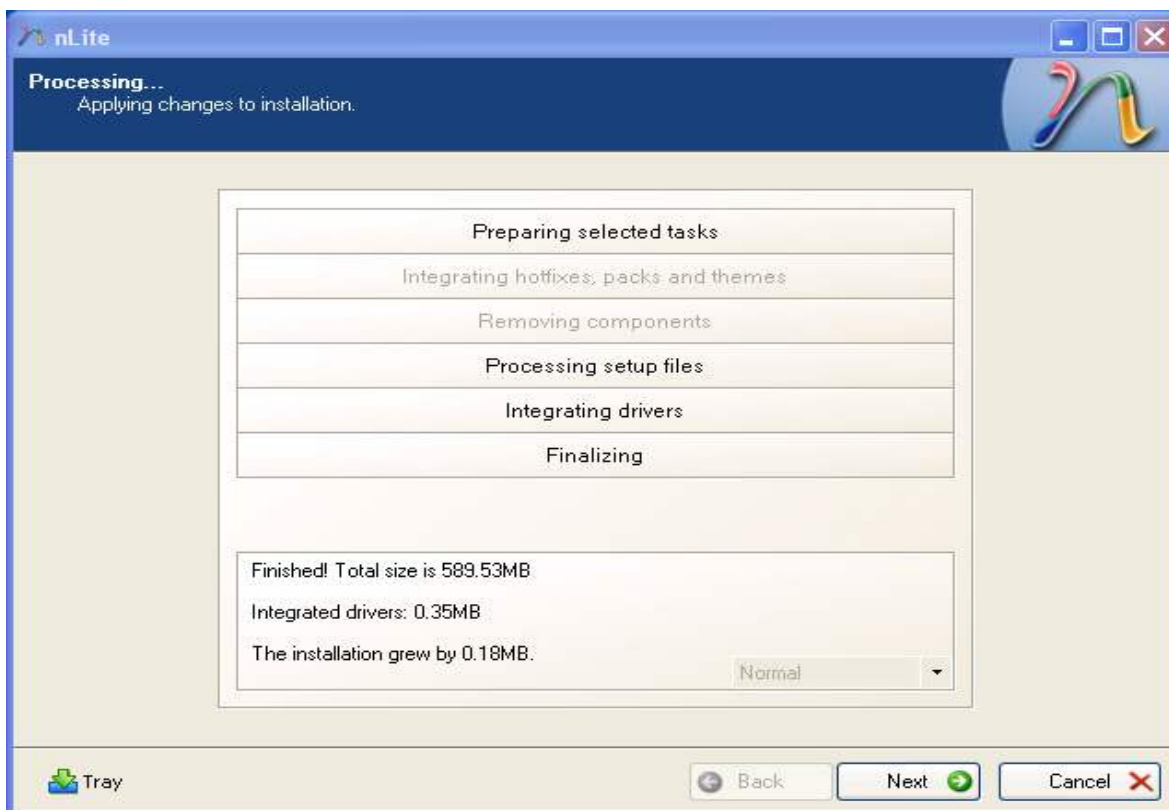 nLite
Processing...
Applying changes to installation.
Preparing selected tasks
Integrating hotfixes, packs and themes
Removing components
Processing setup files
Integrating drivers
Finalizing
Finished! Total size is 589.53MB
Integrated drivers: 0.35MB
The installation grew by 0.18MB.
Normal
Tray
Back
Next
Cancel